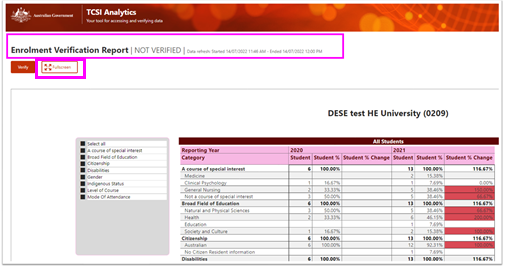 Australian Government
TCSI Analytics
Your tool for accessing and verifying data
Enrolment Verification Report | NOT VERIFIED | Data refresh: Started 14/07/2022 11:48 AM - Ended 14/07/2022 12:00 PM
Verify
Fullscreen
DESE test HE University (0209)
Select all
A course of special interest
Broad Field of Education
Citizenship
Disabilities
Gender
Indigenous Status
Level of Course
Mode Of Attendance
All Students
Reporting Year 2020 2021
Category Student Student % Student % Change Student Student % Student % Change
A course of special interest 6 100.00% 13 100.00% 116.67%
Medicine 2 15.38%
Clinical Psychology 1 16.67% 1 7.69% 0.00%
General Nursing 2 33.33% 5 38.46%
Not a course of special interest 3 50.00% 5 38.46%
Broad Field of Education 6 100.00% 13 100.00% 116.67%
Natural and Physical Sciences 3 50.00% 5 38.46%
Health 2 33.33% 6 46.15%
Education 1 7.69%
Society and Culture 1 16.67% 2 15.38%
Citizenship 6 100.00% 13 100.00% 116.67%
Australian 6 100.00% 12 92.31%
No Citizen Resident information 1 7.69%
Disabilities 6 100.00% 13 100.00% 116.67%